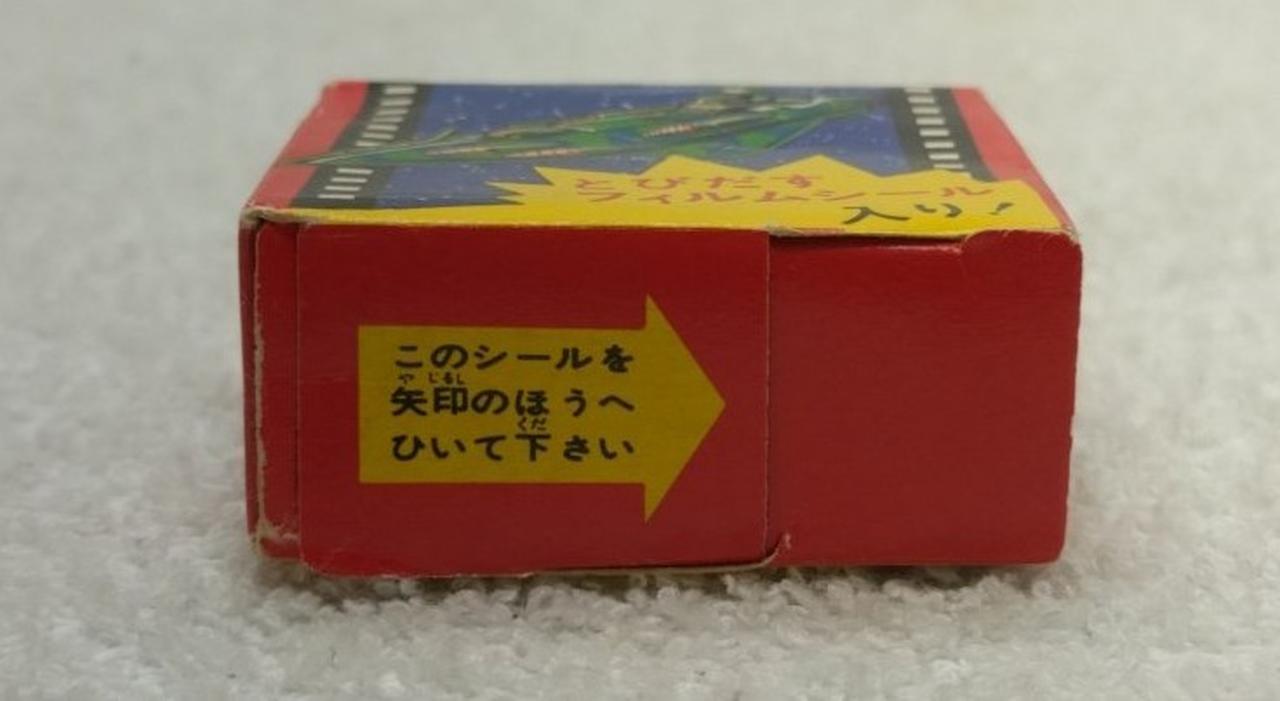 とびだす
フィルムシール
入り!
このシールを
やじるし
矢印のほうへ
くだ
ひいて下さい